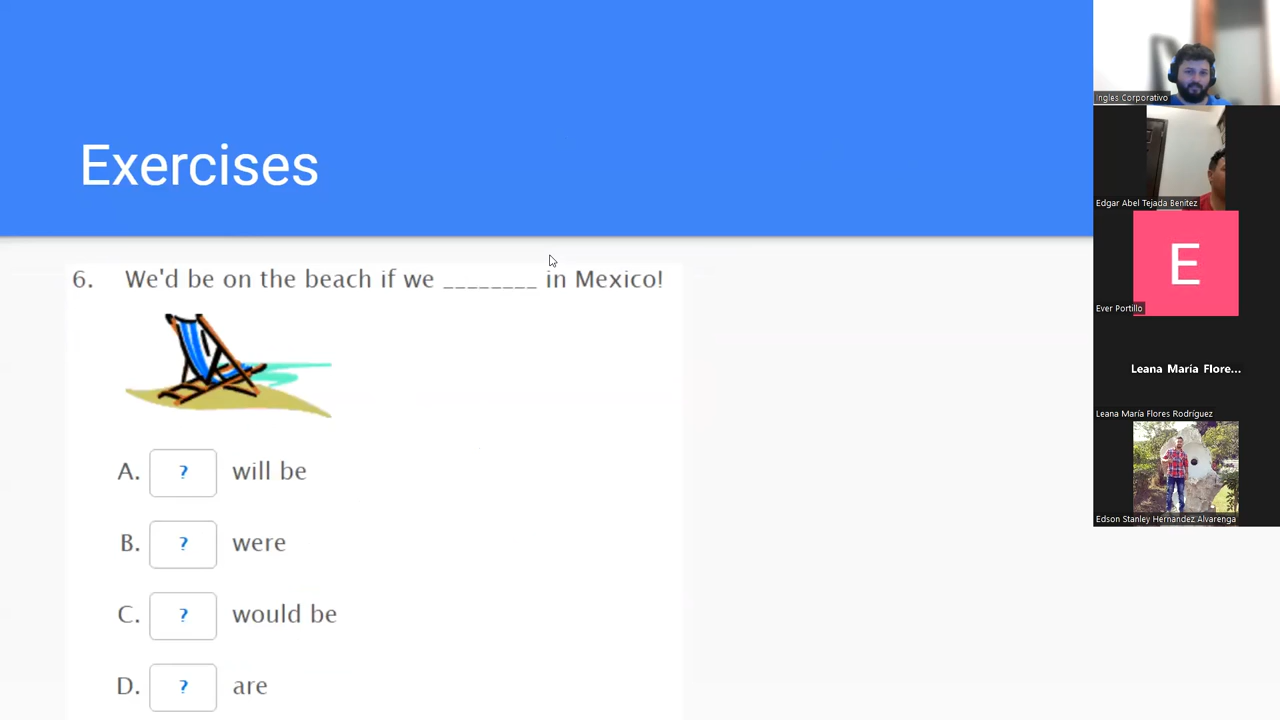 Exercises
6. We'd be on the beach if we ________ in Mexico!
A. ? will be
B. ? were
C. ? would be
D. ? are
Ingles Corporativo
Edgar Abel Tejada Benitez
E
Ever Portillo
Leana María Flore...
Leana María Flores Rodríguez
Edson Stanley Hernandez Alvarenga